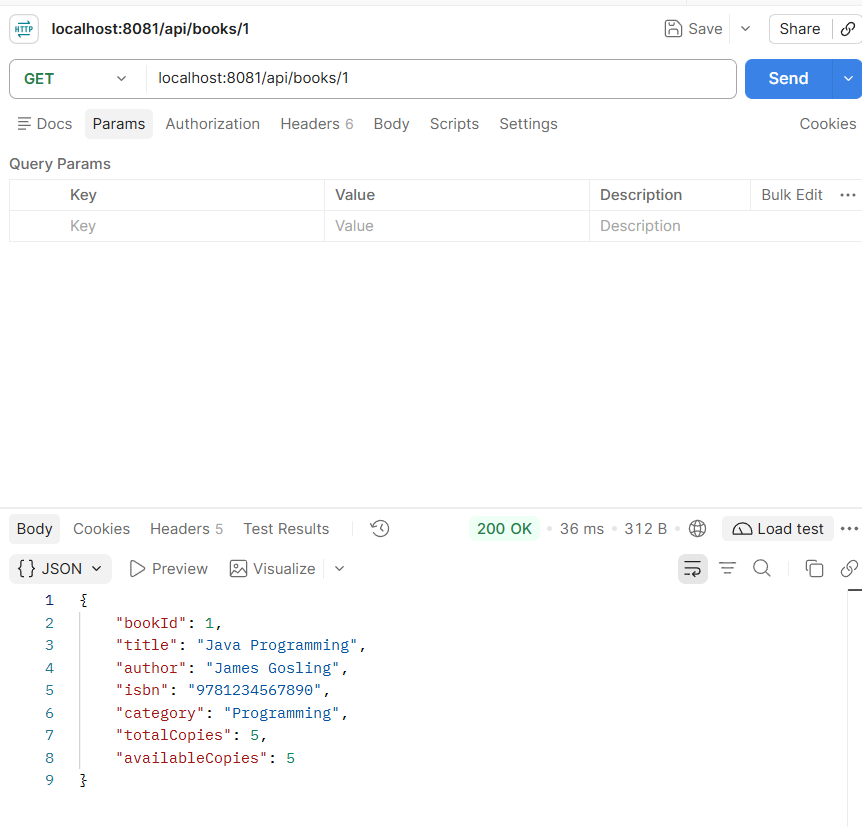 HTTP localhost:8081/api/books/1 Save Share
GET localhost:8081/api/books/1 Send
Docs Params Authorization Headers 6 Body Scripts Settings Cookies
Query Params
Key Value Description Bulk Edit
Key Value Description
Body Cookies Headers 5 Test Results 200 OK 36 ms 312 B Load test
{} JSON Preview Visualize
1 {
2 "bookId": 1,
3 "title": "Java Programming",
4 "author": "James Gosling",
5 "isbn": "9781234567890",
6 "category": "Programming",
7 "totalCopies": 5,
8 "availableCopies": 5
9 }